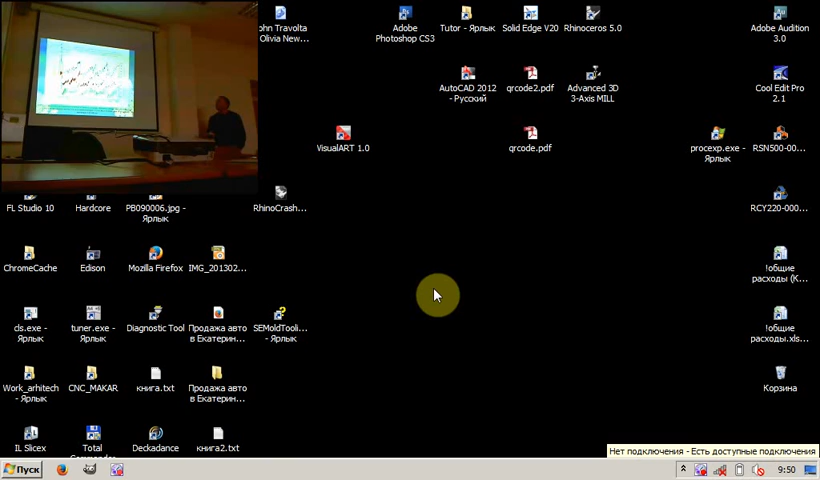 ohn Travolta
Olivia New...
Adobe
Photoshop CS3
Tutor - Ярлык
Solid Edge V20
Rhinoceros 5.0
Adobe Audition
3.0
AutoCAD 2012
- Русский
qrcode2.pdf
Advanced 3D
3-Axis MILL
Cool Edit Pro
2.1
VisualART 1.0
qrcode.pdf
procexp.exe -
Ярлык
RSN500-00...
FL Studio 10
Hardcore
PB090006.jpg -
Ярлык
RhinoCrash...
RCY220-000...
ChromeCache
Edison
Mozilla Firefox
IMG_201302...
!общие
расходы (К...
cls.exe -
Ярлык
tuner.exe -
Ярлык
Diagnostic Tool
Продажа авто
в Екатерин...
SEMoldTooli...
- Ярлык
!общие
расходы.xls...
Work_arhitech
- Ярлык
CNC_MAKAR
книга.txt
Продажа авто
в Екатерин...
Корзина
IL Slicex
Total
Deckadance
книга2.txt
Нет подключения - Есть доступные подключения
Пуск
9:50